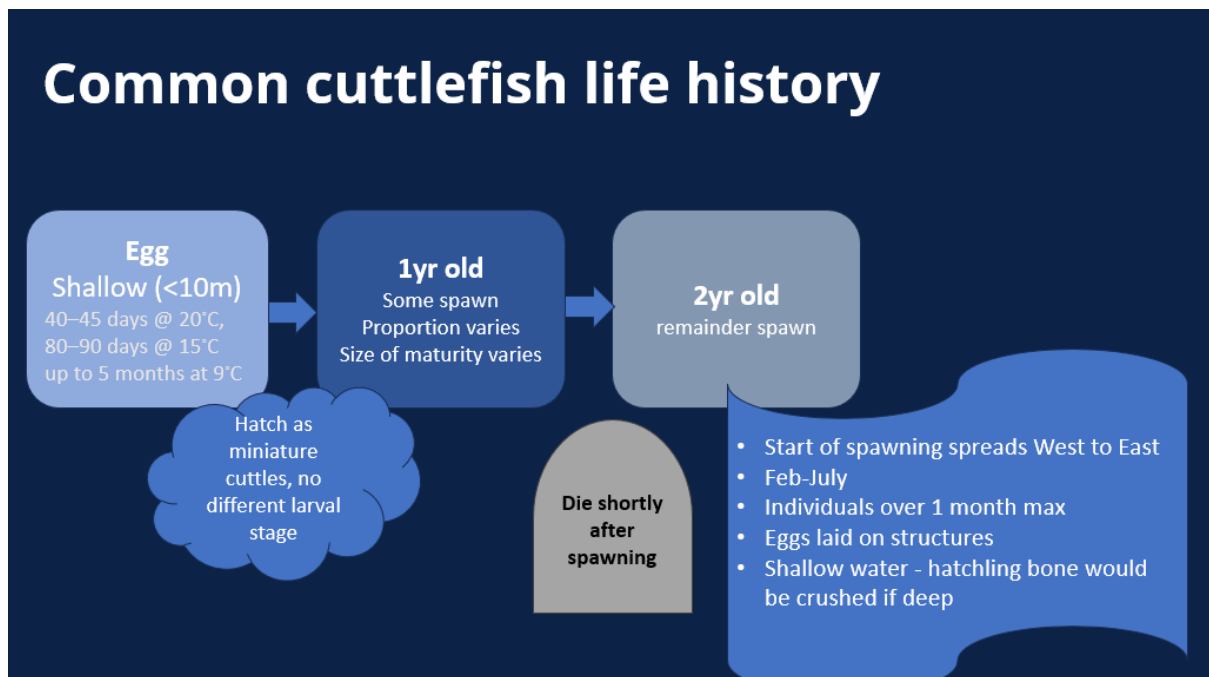 Common cuttlefish life history
Egg
Shallow (<10m)
40–45 days @ 20˚C,
80–90 days @ 15˚C
up to 5 months at 9˚C
1yr old
Some spawn
Proportion varies
Size of maturity varies
2yr old
remainder spawn
Hatch as
miniature
cuttles, no
different larval
stage
Die shortly
after
spawning
• Start of spawning spreads West to East
• Feb-July
• Individuals over 1 month max
• Eggs laid on structures
• Shallow water - hatchling bone would
be crushed if deep